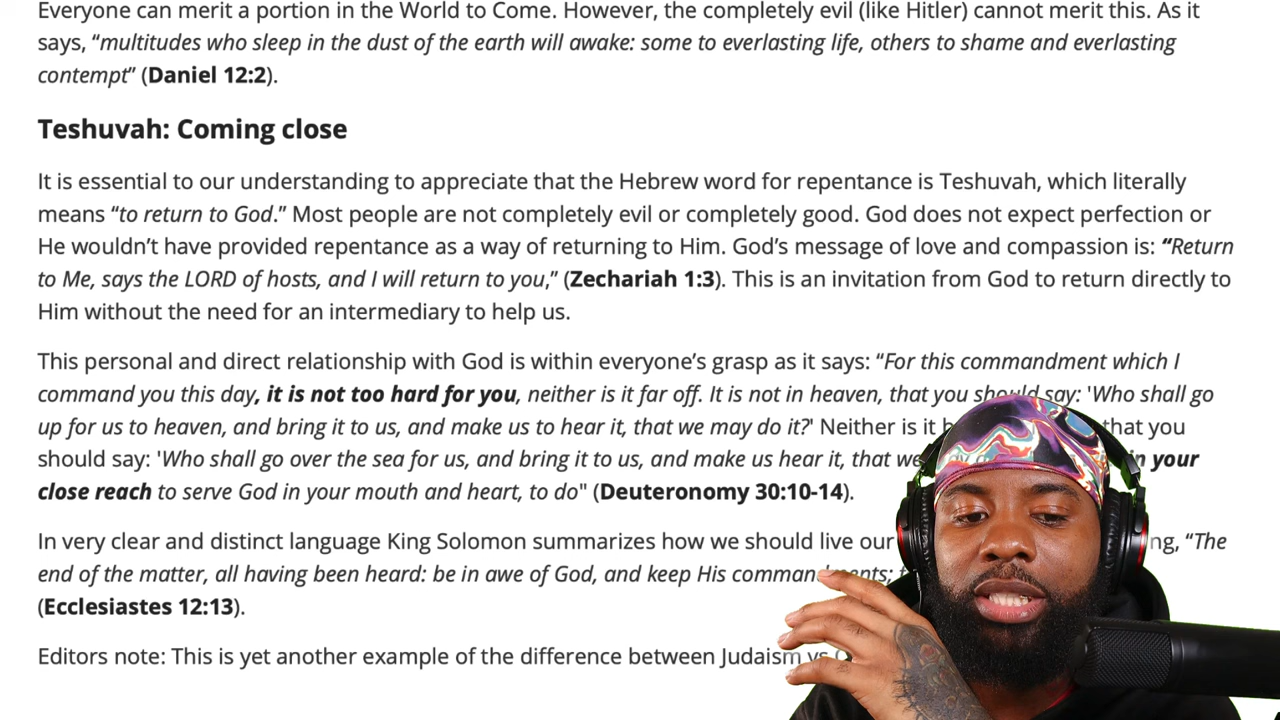 Everyone can merit a portion in the World to Come. However, the completely evil (like Hitler) cannot merit this. As it
says, “multitudes who sleep in the dust of the earth will awake: some to everlasting life, others to shame and everlasting
contempt” (Daniel 12:2).
Teshuvah: Coming close
It is essential to our understanding to appreciate that the Hebrew word for repentance is Teshuvah, which literally
means “to return to God.” Most people are not completely evil or completely good. God does not expect perfection or
He wouldn’t have provided repentance as a way of returning to Him. God’s message of love and compassion is: “Return
to Me, says the LORD of hosts, and I will return to you,” (Zechariah 1:3). This is an invitation from God to return directly to
Him without the need for an intermediary to help us.
This personal and direct relationship with God is within everyone’s grasp as it says: “For this commandment which I
command you this day, it is not too hard for you, neither is it far off. It is not in heaven, that you should say: 'Who shall go
up for us to heaven, and bring it to us, and make us to hear it, that we may do it?' Neither is it that you
should say: 'Who shall go over the sea for us, and bring it to us, and make us hear it, that we in your
close reach to serve God in your mouth and heart, to do" (Deuteronomy 30:10-14).
In very clear and distinct language King Solomon summarizes how we should live our “The
end of the matter, all having been heard: be in awe of God, and keep His commandments;
(Ecclesiastes 12:13).
Editors note: This is yet another example of the difference between Judaism vs